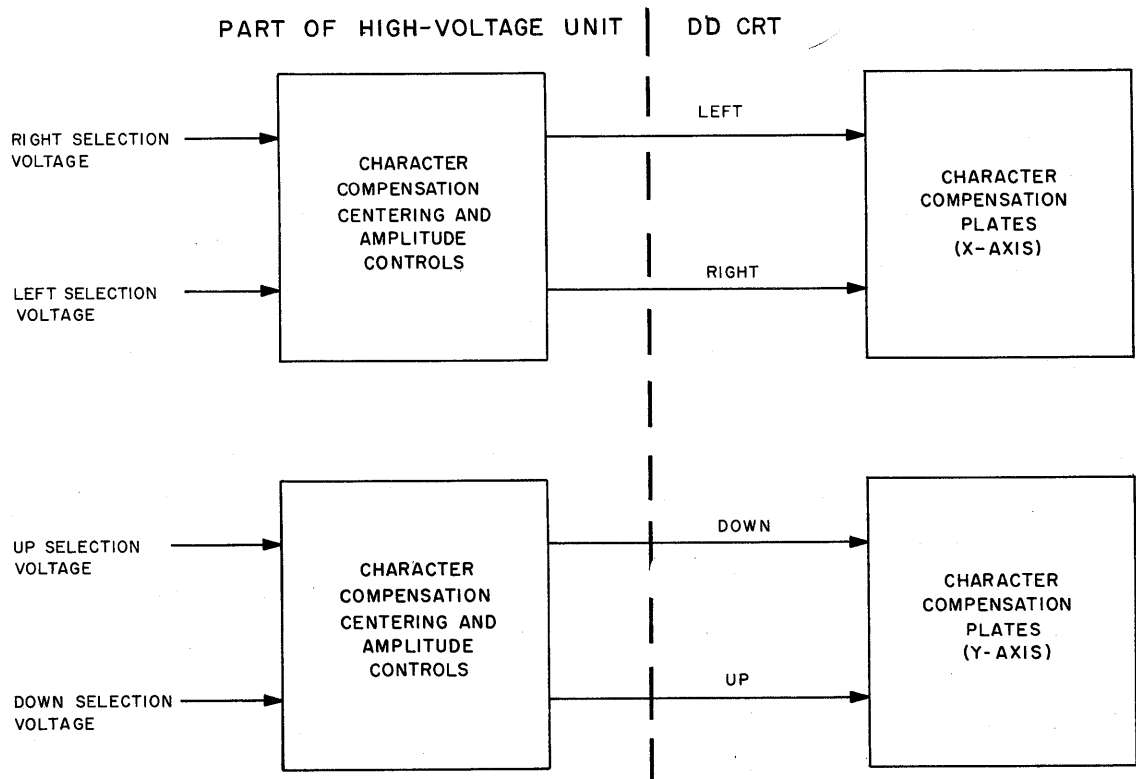 PART OF HIGH-VOLTAGE UNIT
DD CRT
RIGHT SELECTION
VOLTAGE
LEFT SELECTION
VOLTAGE
CHARACTER
COMPENSATION
CENTERING AND
AMPLITUDE
CONTROLS
LEFT
RIGHT
CHARACTER
COMPENSATION
PLATES
(X-AXIS)
UP SELECTION
VOLTAGE
DOWN SELECTION
VOLTAGE
CHARACTER
COMPENSATION
CENTERING AND
AMPLITUDE
CONTROLS
DOWN
UP
CHARACTER
COMPENSATION
PLATES
(Y-AXIS)